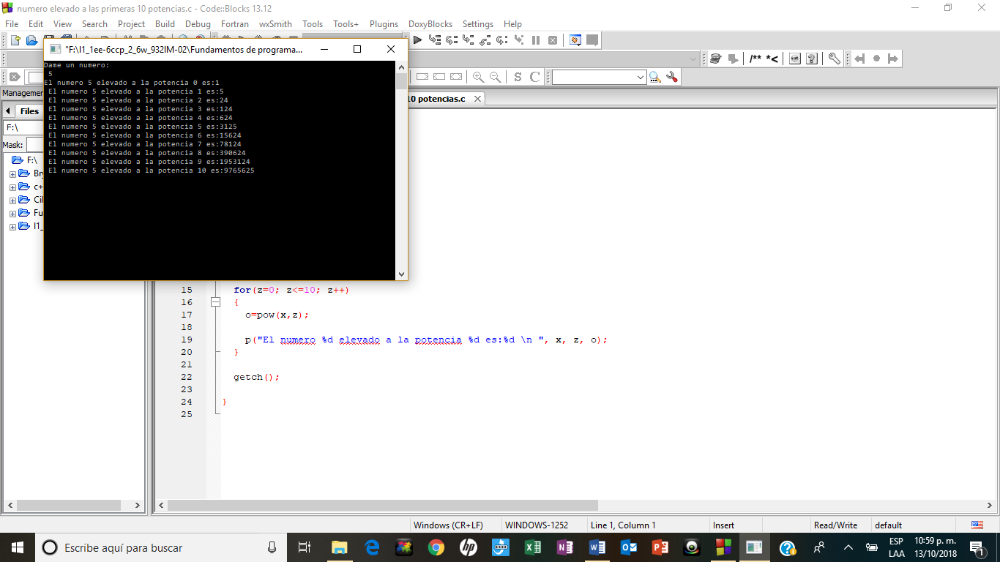 numero elevado a las primeras 10 potencias.c - Code::Blocks 13.12
File Edit View Search Project Build Debug Fortran wxSmith Tools Tools+ Plugins DoxyBlocks Settings Help
"F:\I1_1ee-6ccp_2_6w_932IM-02\Fundamentos de programa...
/** *<
S C
Dame un numero:
5
El numero 5 elevado a la potencia 0 es:1
El numero 5 elevado a la potencia 1 es:5
El numero 5 elevado a la potencia 2 es:24
El numero 5 elevado a la potencia 3 es:124
El numero 5 elevado a la potencia 4 es:624
El numero 5 elevado a la potencia 5 es:3125
El numero 5 elevado a la potencia 6 es:15624
El numero 5 elevado a la potencia 7 es:78124
El numero 5 elevado a la potencia 8 es:390624
El numero 5 elevado a la potencia 9 es:1953124
El numero 5 elevado a la potencia 10 es:9765625
Managemen
Files
F:\
Mask:
F:\
c+
I1_
10 potencias.c
15 for(z=0; z<=10; z++)
16 {
17 o=pow(x,z);
18
19 p("El numero %d elevado a la potencia %d es:%d \n ", x, z, o);
20 }
21
22 getch();
23
24 }
25
Windows (CR+LF) WINDOWS-1252 Line 1, Column 1 Insert Read/Write default
Escribe aquí para buscar
ESP
LAA
10:59 p. m.
13/10/2018
1